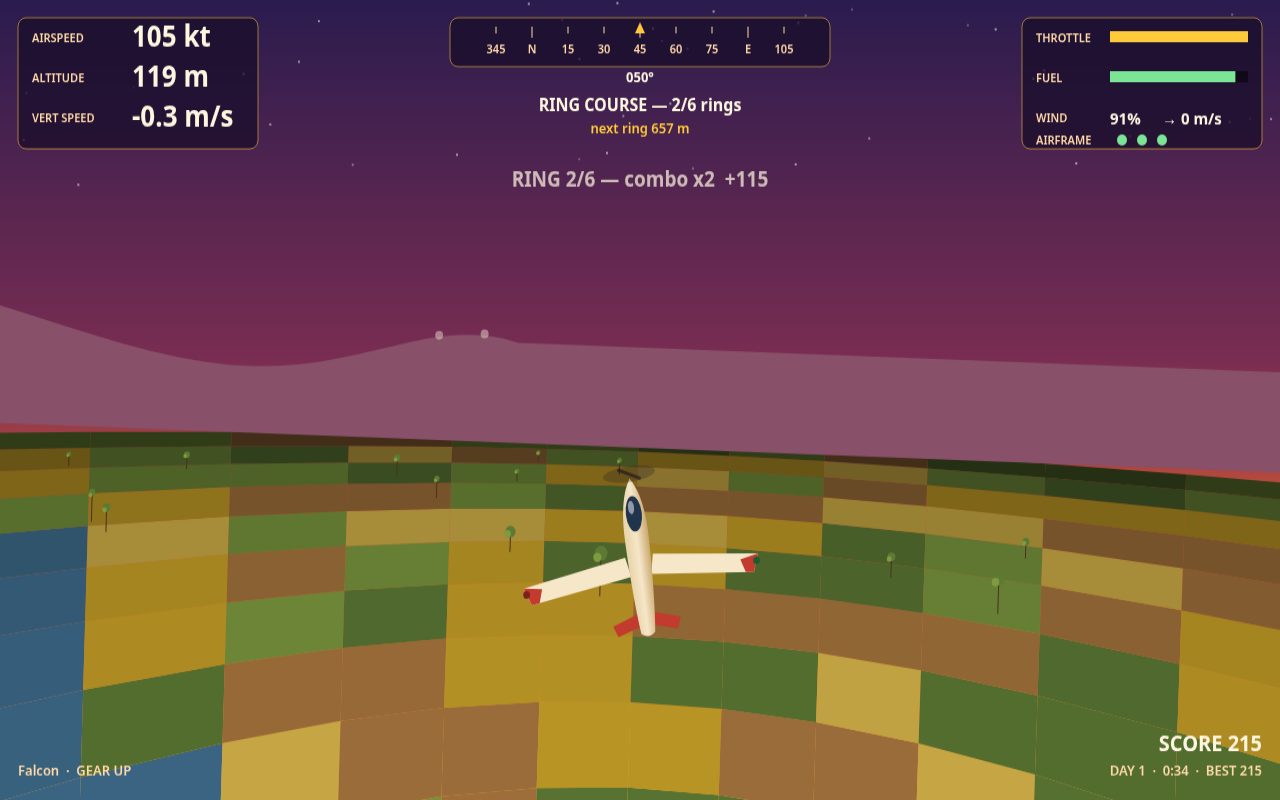 AIRSPEED 105 kt
ALTITUDE 119 m
VERT SPEED -0.3 m/s
345 N 15 30 45 60 75 E 105
050°
RING COURSE — 2/6 rings
next ring 657 m
RING 2/6 — combo x2 +115
THROTTLE
FUEL
WIND 91% → 0 m/s
AIRFRAME
Falcon · GEAR UP
SCORE 215
DAY 1 · 0:34 · BEST 215